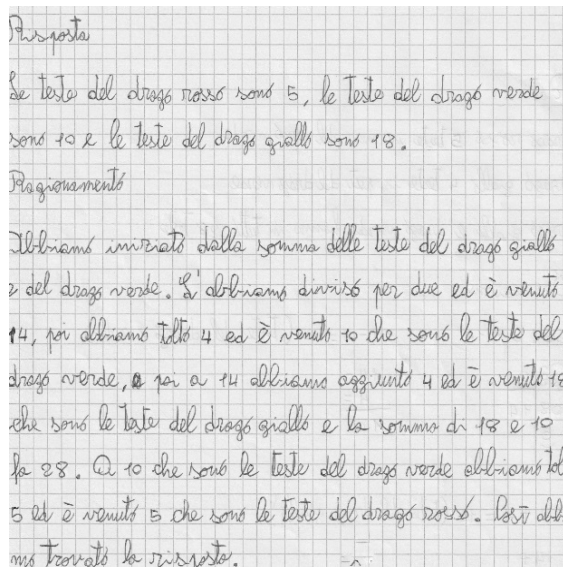 Risposta
Le teste del drago rosso sono 5, le teste del drago verde
sono 10 e le teste del drago giallo sono 18.
Ragionamento
Abbiamo iniziato dalla somma delle teste del drago giallo
e del drago verde. L'abbiamo diviso per due ed è venuto
14, poi abbiamo tolto 4 ed è venuto 10 che sono le teste del
drago verde, e poi a 14 abbiamo aggiunto 4 ed è venuto 18
che sono le teste del drago giallo e la somma di 18 e 10
fa 28. A 10 che sono le teste del drago verde abbiamo tol
5 ed è venuto 5 che sono le teste del drago rosso. Così abb
mo trovato la risposta.